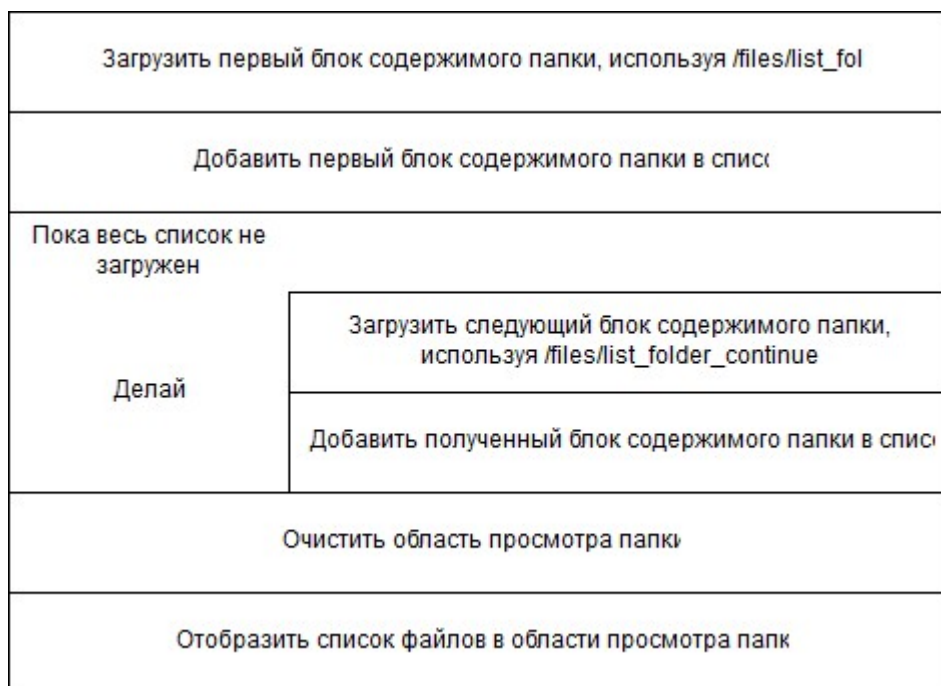 Загрузить первый блок содержимого папки, используя /files/list_fol
Добавить первый блок содержимого папки в списо
Пока весь список не
загружен
Загрузить следующий блок содержимого папки,
используя /files/list_folder_continue
Делай
Добавить полученный блок содержимого папки в списо
Очистить область просмотра папки
Отобразить список файлов в области просмотра папк